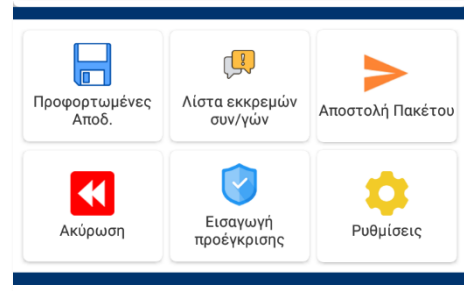 Προφορτωμένες
Αποδ.
Λίστα εκκρεμών
συν/γών
Αποστολή Πακέτου
Ακύρωση
Εισαγωγή
προέγκρισης
Ρυθμίσεις